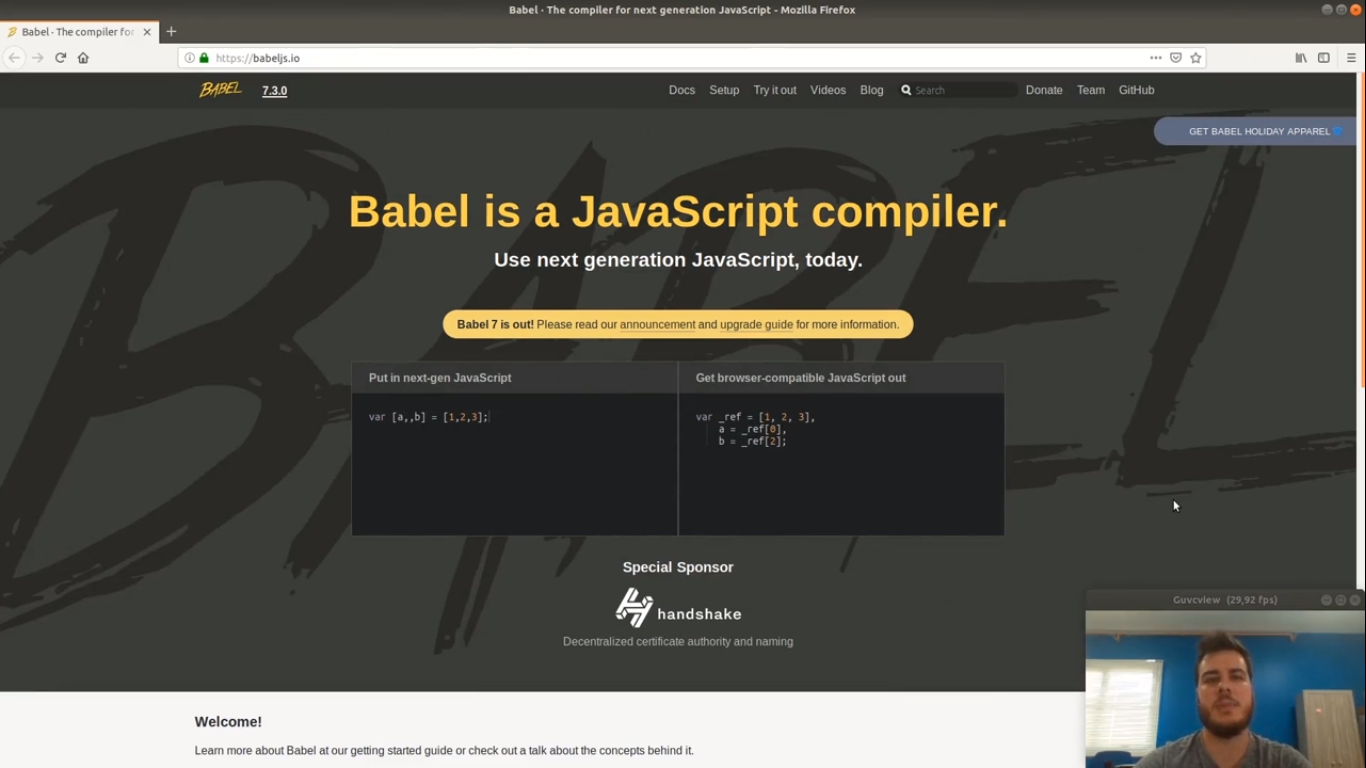 Babel · The compiler for next generation JavaScript - Mozilla Firefox
Babel · The compiler for
https://babeljs.io
BABEL 7.3.0 Docs Setup Try it out Videos Blog Search Donate Team GitHub
GET BABEL HOLIDAY APPAREL
BABEL
Babel is a JavaScript compiler.
Use next generation JavaScript, today.
Babel 7 is out! Please read our announcement and upgrade guide for more information.
Put in next-gen JavaScript
var [a,,b] = [1,2,3];
Get browser-compatible JavaScript out
var _ref = [1, 2, 3],
a = _ref[0],
b = _ref[2];
Special Sponsor
handshake
Decentralized certificate authority and naming
Guvcview (29,92 fps)
Welcome!
Learn more about Babel at our getting started guide or check out a talk about the concepts behind it.